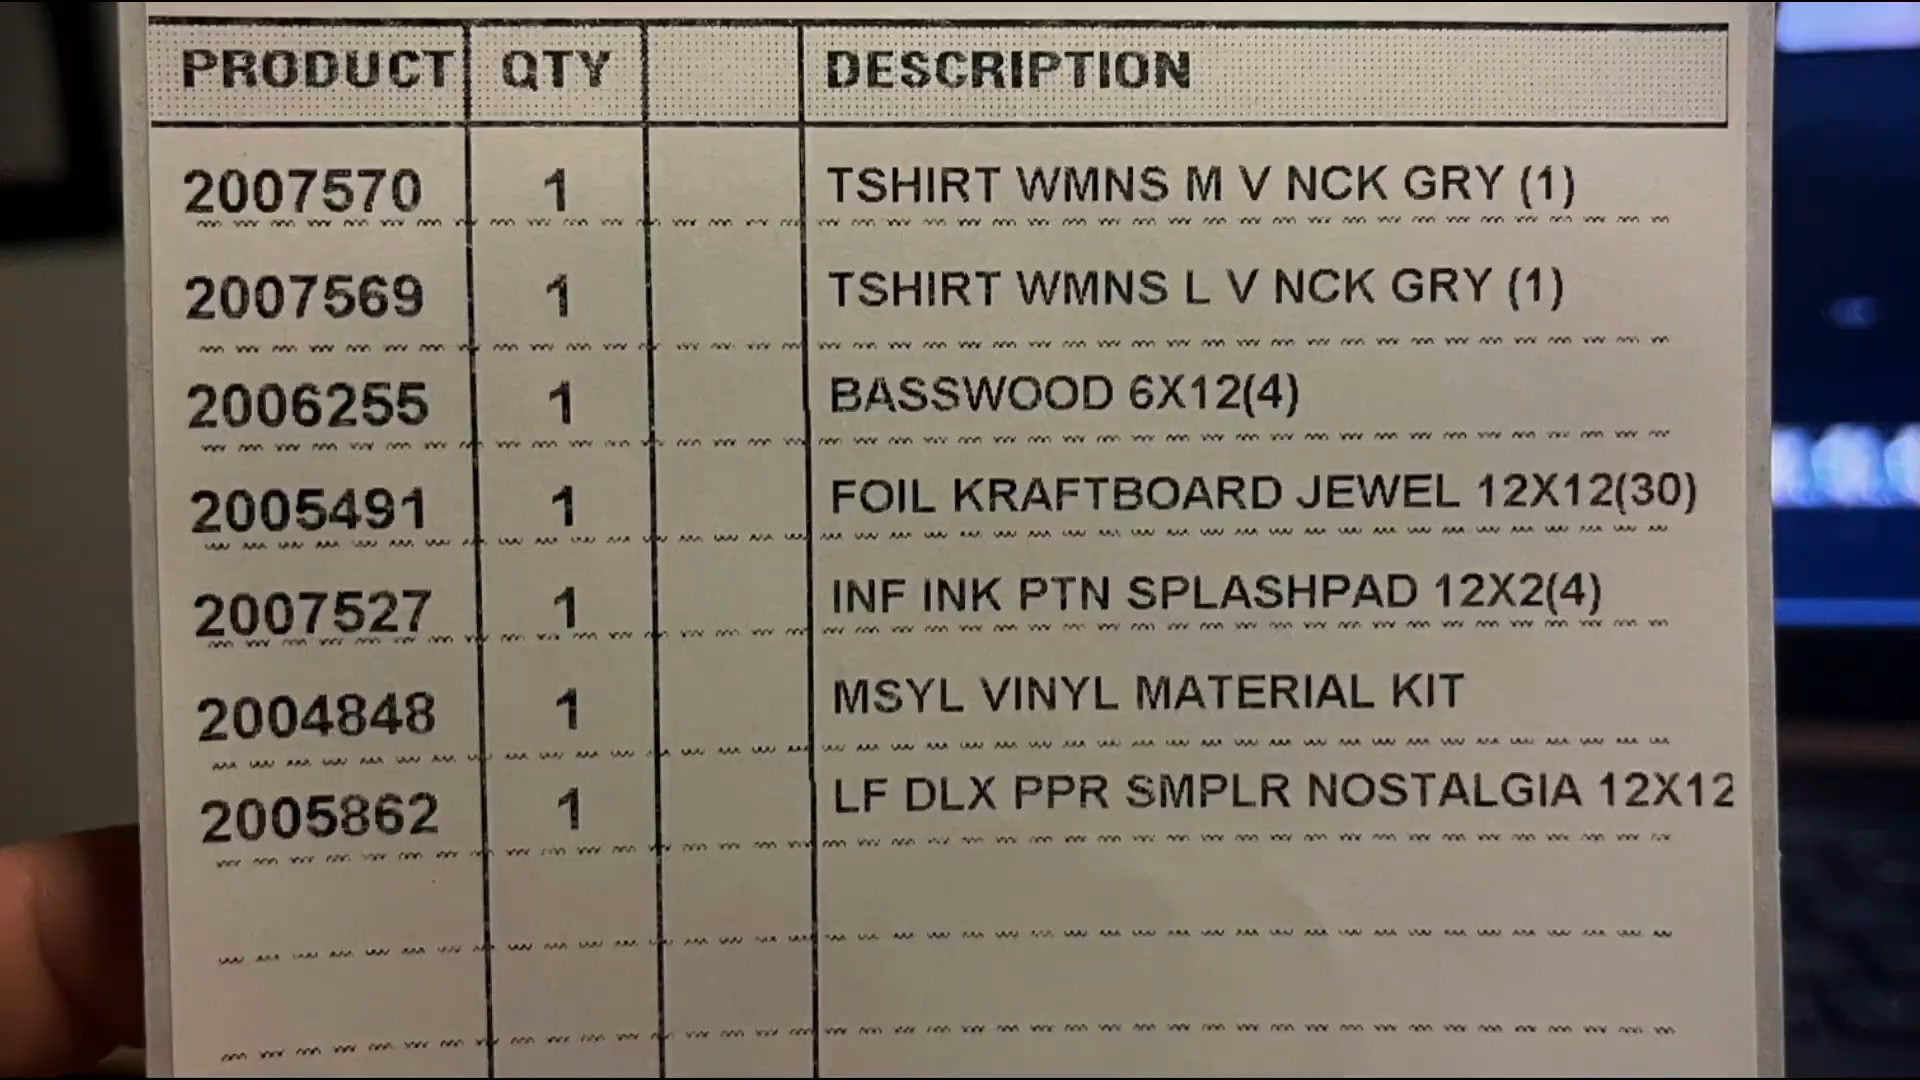 PRODUCT QTY DESCRIPTION
2007570 1 TSHIRT WMNS M V NCK GRY (1)
2007569 1 TSHIRT WMNS L V NCK GRY (1)
2006255 1 BASSWOOD 6X12(4)
2005491 1 FOIL KRAFTBOARD JEWEL 12X12(30)
2007527 1 INF INK PTN SPLASHPAD 12X2(4)
2004848 1 MSYL VINYL MATERIAL KIT
2005862 1 LF DLX PPR SMPLR NOSTALGIA 12X12